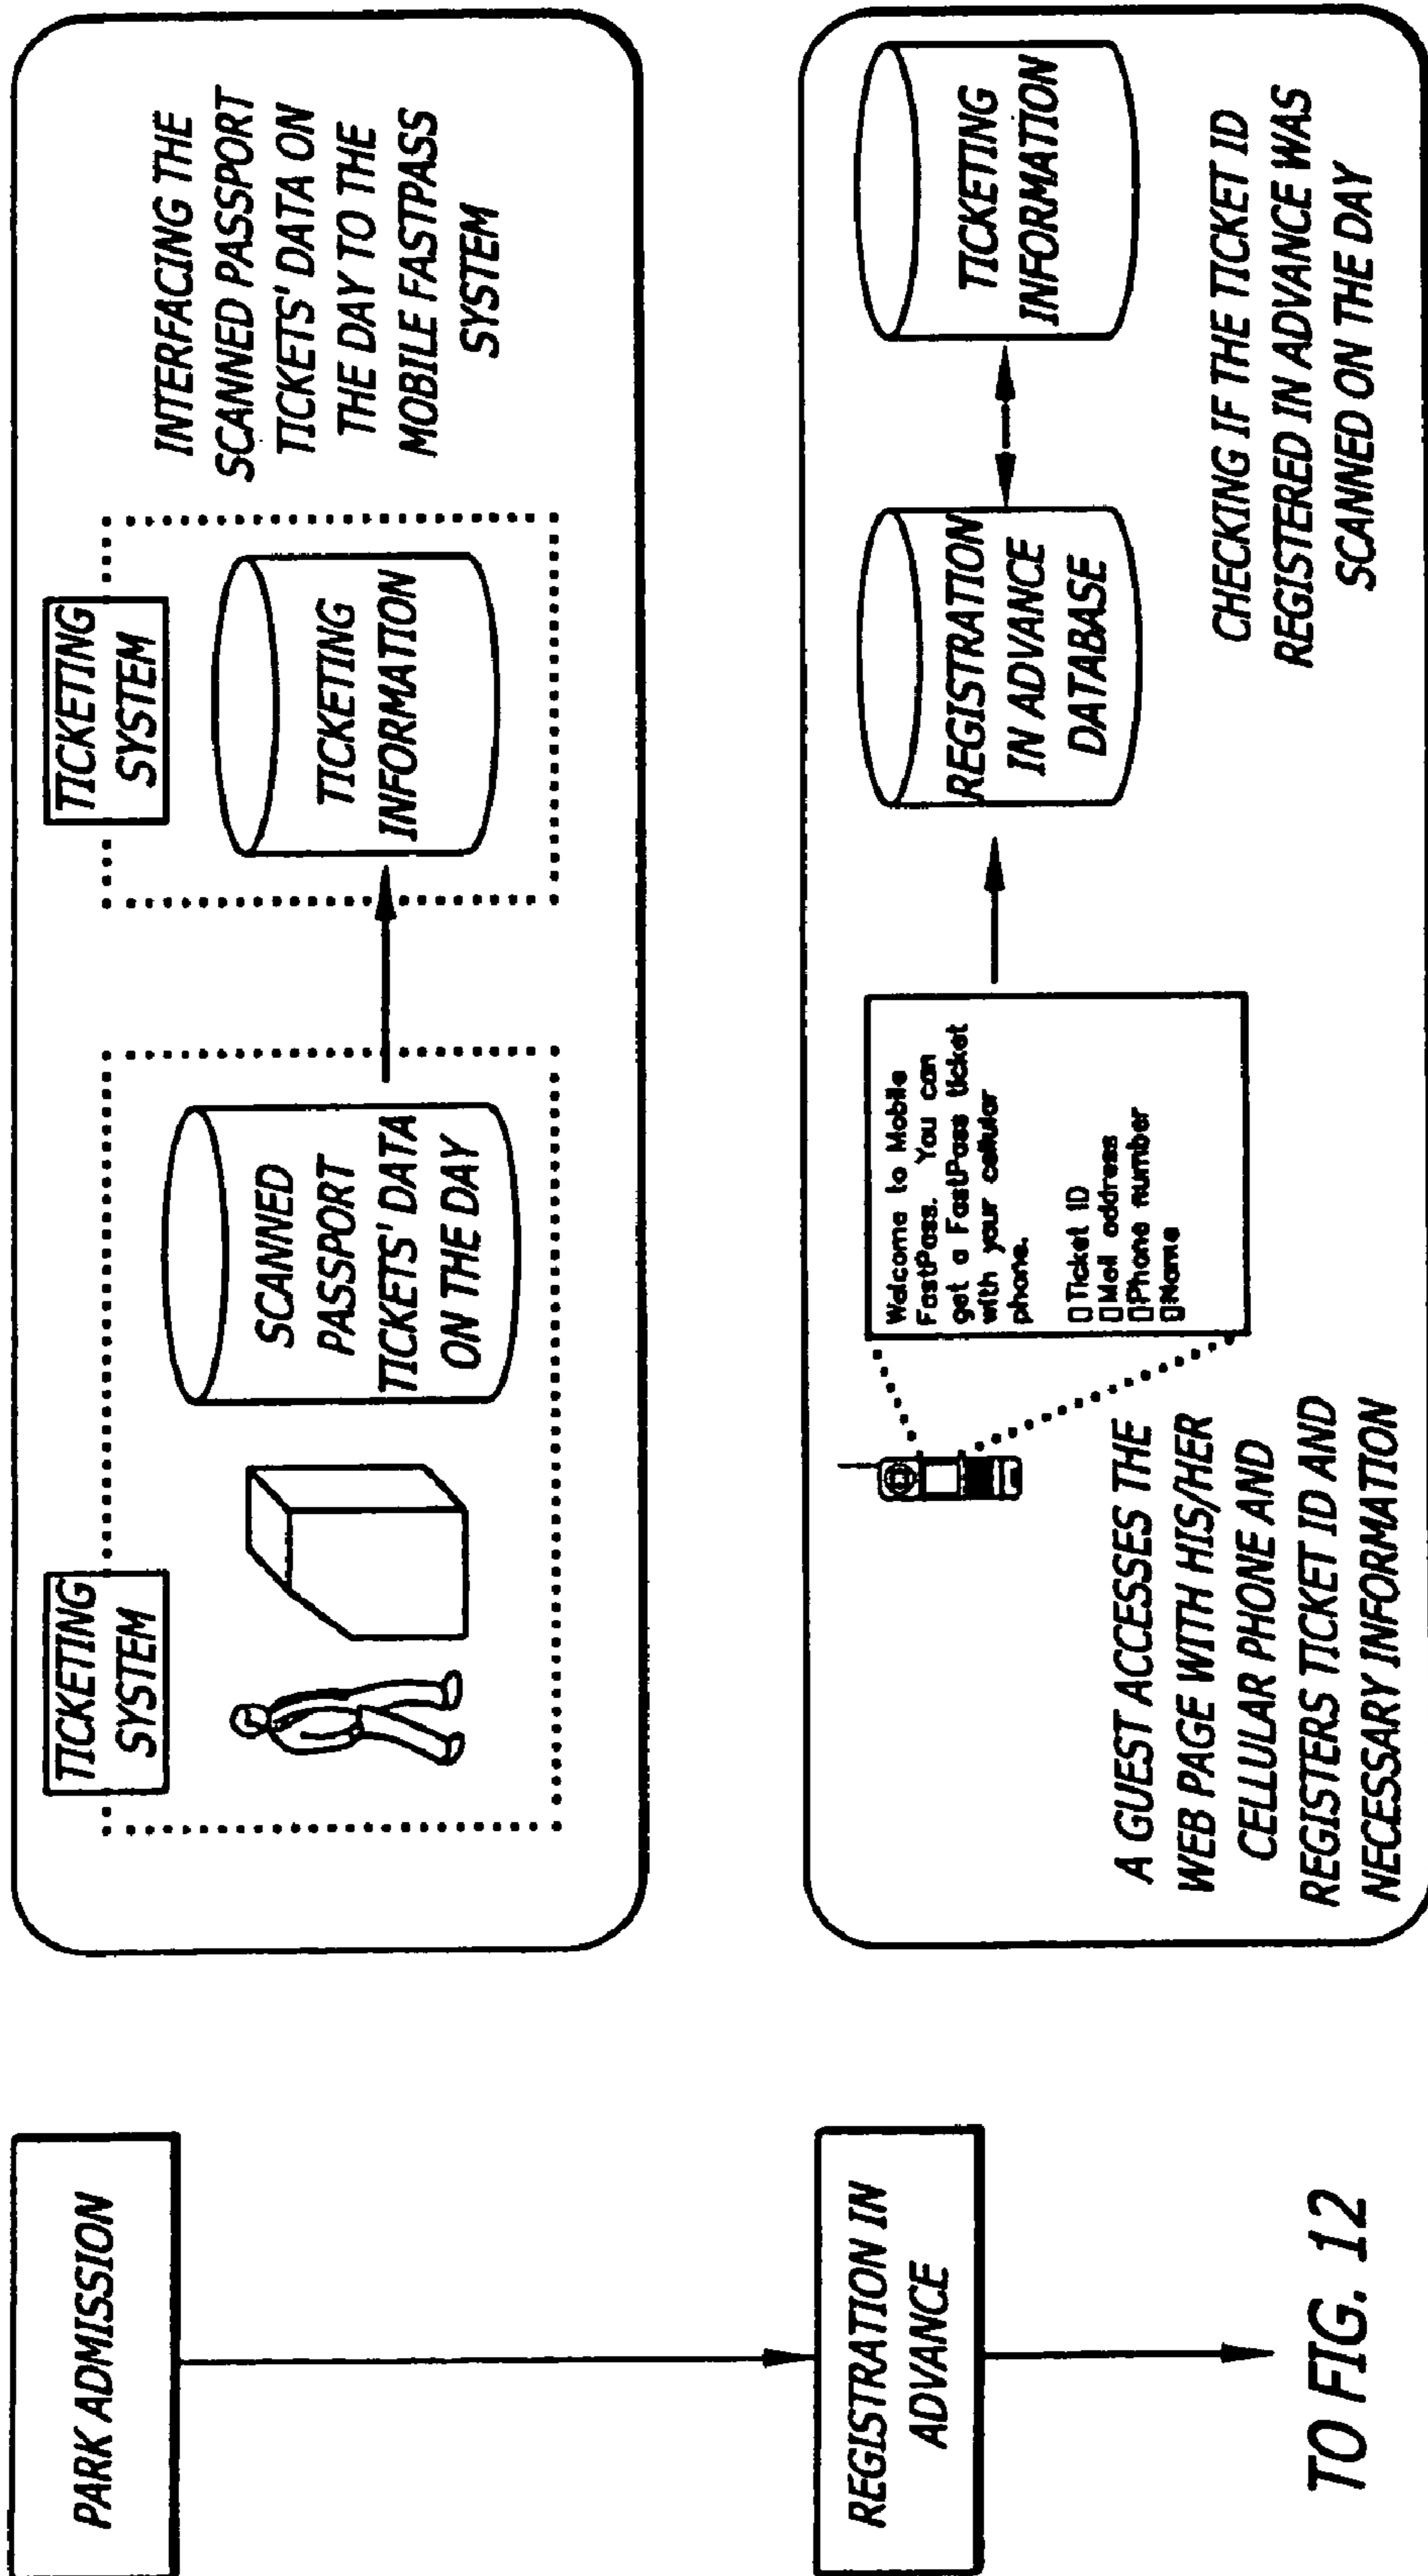 PARK ADMISSION
TICKETING
SYSTEM
SCANNED
PASSPORT
TICKETS' DATA
ON THE DAY
TICKETING
SYSTEM
TICKETING
INFORMATION
INTERFACING THE
SCANNED PASSPORT
TICKETS' DATA ON
THE DAY TO THE
MOBILE FASTPASS
SYSTEM
REGISTRATION IN
ADVANCE
A GUEST ACCESSES THE
WEB PAGE WITH HIS/HER
CELLULAR PHONE AND
REGISTERS TICKET ID AND
NECESSARY INFORMATION
Welcome to Mobile
FastPass. You can
get a FastPass ticket
with your cellular
phone.
Ticket ID
Mail address
Phone number
Name
REGISTRATION
IN ADVANCE
DATABASE
TICKETING
INFORMATION
CHECKING IF THE TICKET ID
REGISTERED IN ADVANCE WAS
SCANNED ON THE DAY
TO FIG. 12